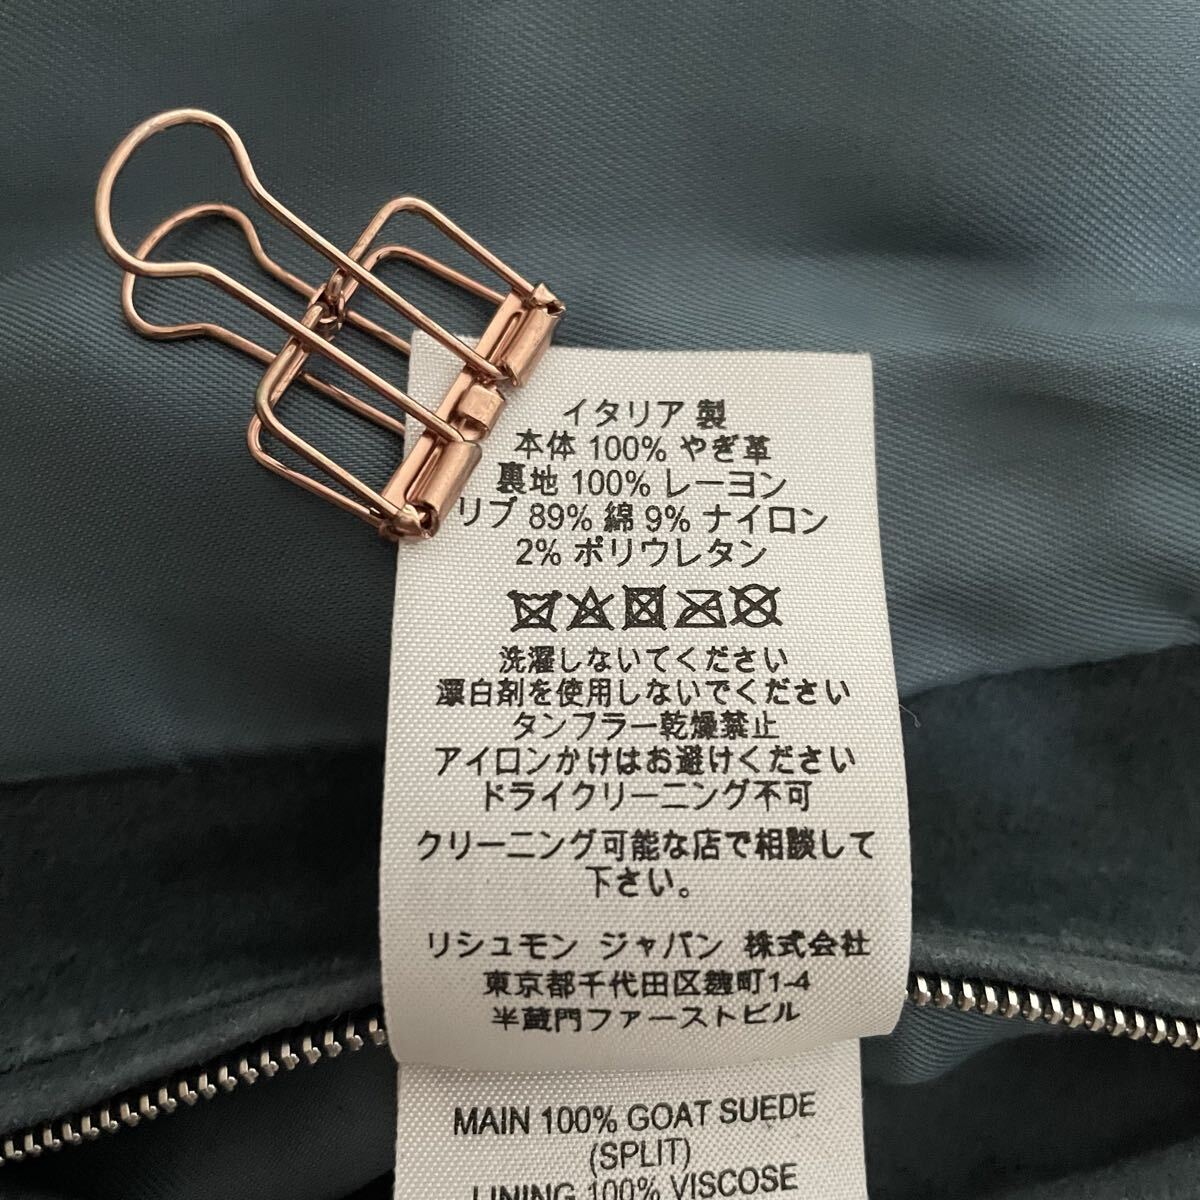 イタリア 製
本体 100% やぎ革
裏地 100% レーヨン
リブ 89% 綿 9% ナイロン
2% ポリウレタン
洗濯しないてください
漂白剤を使用しないでください
タンブラー乾燥禁止
アイロンかけはお避けください
ドライクリーニング不可
クリーニング可能な店で相談して
下さい。
リシュモン ジャパン 株式会社
東京都千代田区麹町1-4
半蔵門ファーストビル
MAIN 100% GOAT SUEDE
(SPLIT)
LINING 100% VISCOSE